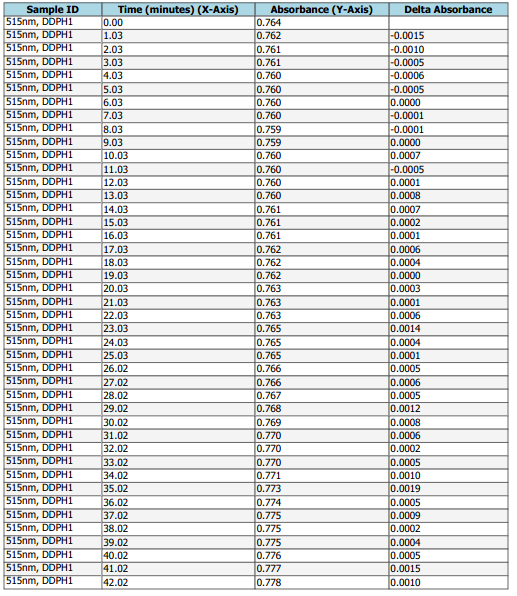 Sample ID Time (minutes) (X-Axis) Absorbance (Y-Axis) Delta Absorbance
515nm, DDPH1 0.00 0.764
515nm, DDPH1 1.03 0.762 -0.0015
515nm, DDPH1 2.03 0.761 -0.0010
515nm, DDPH1 3.03 0.761 -0.0005
515nm, DDPH1 4.03 0.760 -0.0006
515nm, DDPH1 5.03 0.760 -0.0005
515nm, DDPH1 6.03 0.760 0.0000
515nm, DDPH1 7.03 0.760 -0.0001
515nm, DDPH1 8.03 0.759 -0.0001
515nm, DDPH1 9.03 0.759 0.0000
515nm, DDPH1 10.03 0.760 0.0007
515nm, DDPH1 11.03 0.760 -0.0005
515nm, DDPH1 12.03 0.760 0.0001
515nm, DDPH1 13.03 0.760 0.0008
515nm, DDPH1 14.03 0.761 0.0007
515nm, DDPH1 15.03 0.761 0.0002
515nm, DDPH1 16.03 0.761 0.0001
515nm, DDPH1 17.03 0.762 0.0006
515nm, DDPH1 18.03 0.762 0.0004
515nm, DDPH1 19.03 0.762 0.0000
515nm, DDPH1 20.03 0.763 0.0003
515nm, DDPH1 21.03 0.763 0.0001
515nm, DDPH1 22.03 0.763 0.0006
515nm, DDPH1 23.03 0.765 0.0014
515nm, DDPH1 24.03 0.765 0.0004
515nm, DDPH1 25.03 0.765 0.0001
515nm, DDPH1 26.02 0.766 0.0005
515nm, DDPH1 27.02 0.766 0.0006
515nm, DDPH1 28.02 0.767 0.0005
515nm, DDPH1 29.02 0.768 0.0012
515nm, DDPH1 30.02 0.769 0.0008
515nm, DDPH1 31.02 0.770 0.0006
515nm, DDPH1 32.02 0.770 0.0002
515nm, DDPH1 33.02 0.770 0.0005
515nm, DDPH1 34.02 0.771 0.0010
515nm, DDPH1 35.02 0.773 0.0019
515nm, DDPH1 36.02 0.774 0.0005
515nm, DDPH1 37.02 0.775 0.0009
515nm, DDPH1 38.02 0.775 0.0002
515nm, DDPH1 39.02 0.775 0.0004
515nm, DDPH1 40.02 0.776 0.0005
515nm, DDPH1 41.02 0.777 0.0015
515nm, DDPH1 42.02 0.778 0.0010